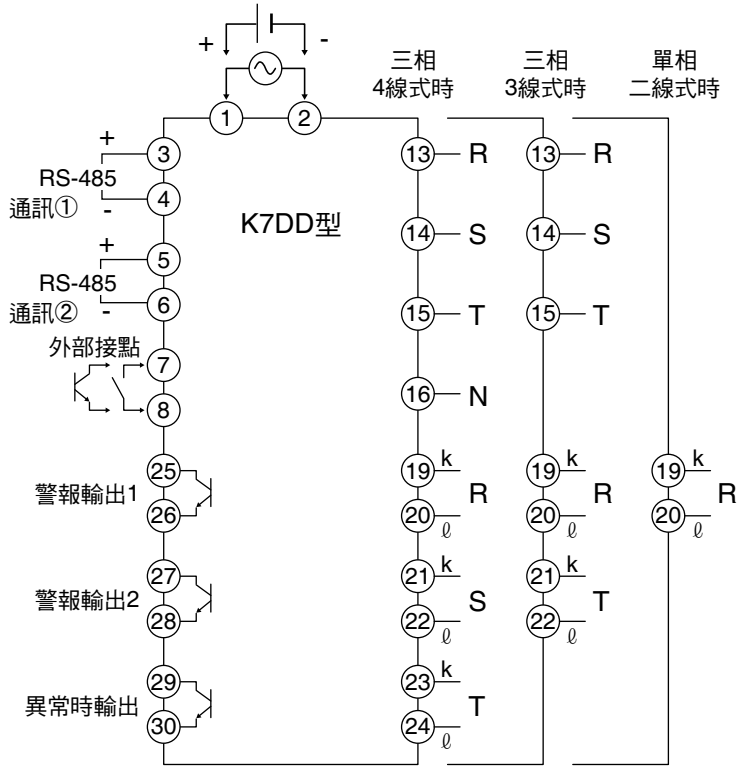 + -
三相
4線式時
三相
3線式時
單相
二線式時
1 2
K7DD型
+
3
RS-485
通訊①
4
-
+
5
RS-485
通訊②
6
-
外部接點
7
8
警報輸出1
25
26
警報輸出2
27
28
異常時輸出
29
30
13 R
14 S
15 T
16 N
19 k
R
20 ℓ
21 k
S
22 ℓ
23 k
T
24 ℓ
13 R
14 S
15 T
19 k
R
20 ℓ
21 k
T
22 ℓ
19 k
R
20 ℓ